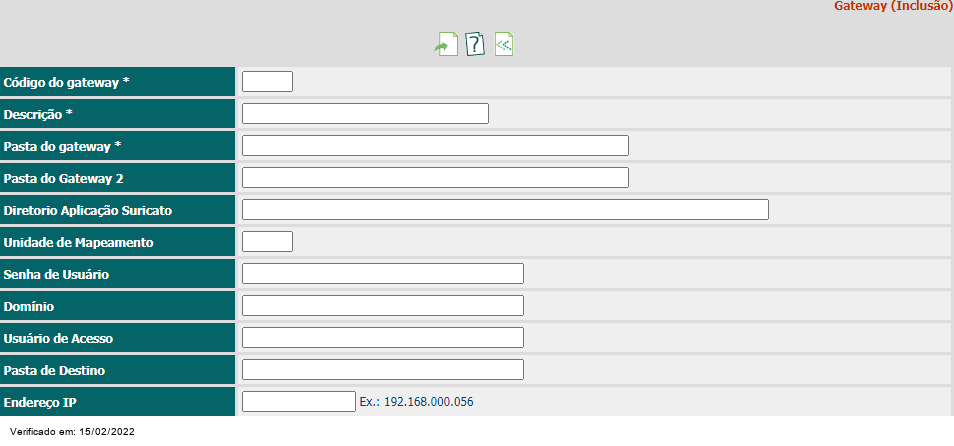 Gateway (Inclusão)
?
Código do gateway *
Descrição *
Pasta do gateway *
Pasta do Gateway 2
Diretorio Aplicação Suricato
Unidade de Mapeamento
Senha de Usuário
Domínio
Usuário de Acesso
Pasta de Destino
Endereço IP Ex.: 192.168.000.056
Verificado em: 15/02/2022